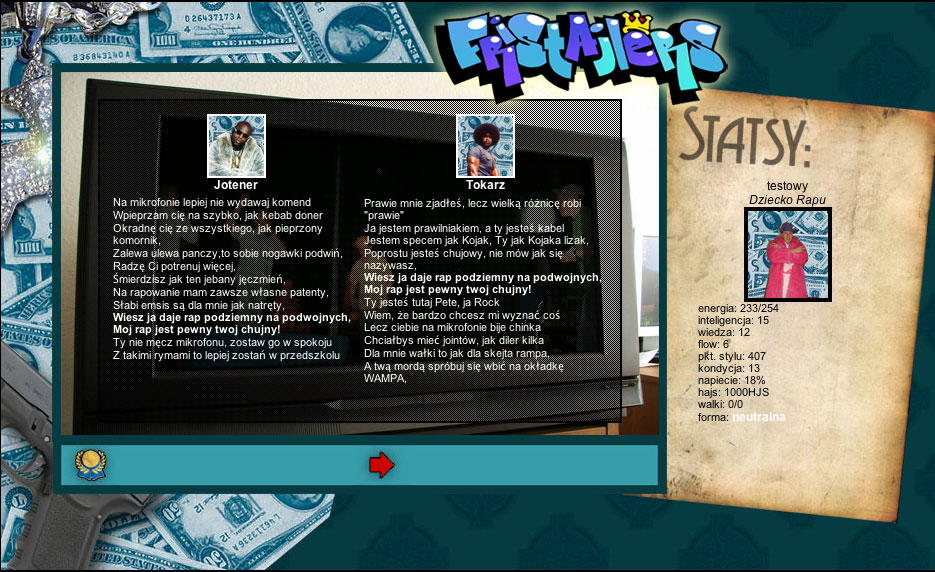 FRiStAjLeRS
D 26437173 A
100
ONE HUNDRED
B 36843140 A
Jotener
Na mikrofonie lepiej nie wydawaj komend
Wpieprzam cię na szybko, jak kebab doner
Okradnę cię ze wszystkiego, jak pieprzony
komornik,
Zalewa ulewa panczy,to sobie nogawki podwiń,
Radzę Ci potrenuj więcej,
Śmierdzisz jak ten jebany jęczmień,
Na rapowanie mam zawsze własne patenty,
Słabi emsis są dla mnie jak natręty,
Wiesz ja daje rap podziemny na podwojnych,
Moj rap jest pewny twoj chujny!
Ty nie męcz mikrofonu, zostaw go w spokoju
Z takimi rymami to lepiej zostań w przedszkolu
Tokarz
Prawie mnie zjadłeś, lecz wielką różnicę robi
"prawie"
Ja jestem prawilniakiem, a ty jesteś kabel
Jestem specem jak Kojak, Ty jak Kojaka lizak,
Poprostu jesteś chujowy, nie mów jak się
nazywasz,
Wiesz ja daje rap podziemny na podwojnych,
Moj rap jest pewny twoj chujny!
Ty jesteś tutaj Pete, ja Rock
Wiem, że bardzo chcesz mi wyznać coś
Lecz ciebie na mikrofonie bije chinka
Chciałbys mieć jointów, jak diler kilka
Dla mnie wałki to jak dla skejta rampa,
A twą mordą spróbuj się wbić na okładkę
WAMPA,
STATSY:
testowy
Dziecko Rapu
energia: 233/254
inteligencja: 15
wiedza: 12
flow: 6
pkt. stylu: 407
kondycja: 13
napiecie: 18%
hajs: 1000HJS
walki: 0/0
forma: neutralna